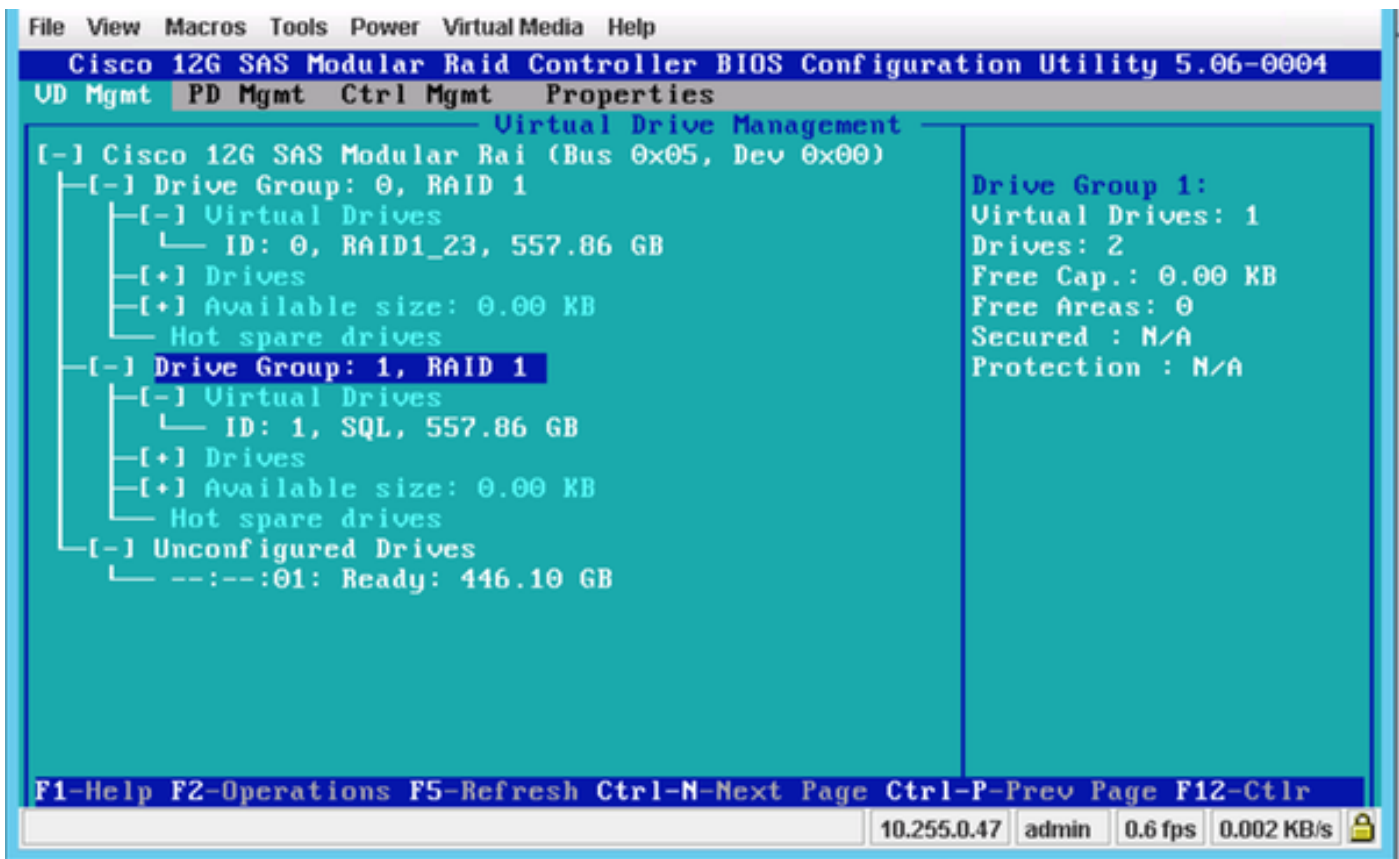 File View Macros Tools Power Virtual Media Help
Cisco 12G SAS Modular Raid Controller BIOS Configuration Utility 5.06-0004
VD Mgmt PD Mgmt Ctrl Mgmt Properties
Virtual Drive Management
[-] Cisco 12G SAS Modular Rai (Bus 0x05, Dev 0x00)
[-] Drive Group: 0, RAID 1
[-] Virtual Drives
ID: 0, RAID1_23, 557.86 GB
[+] Drives
[+] Available size: 0.00 KB
Hot spare drives
[-] Drive Group: 1, RAID 1
[-] Virtual Drives
ID: 1, SQL, 557.86 GB
[+] Drives
[+] Available size: 0.00 KB
Hot spare drives
[-] Unconfigured Drives
--:--:01: Ready: 446.10 GB
Drive Group 1:
Virtual Drives: 1
Drives: 2
Free Cap.: 0.00 KB
Free Areas: 0
Secured : N/A
Protection : N/A
F1-Help F2-Operations F5-Refresh Ctrl-N-Next Page Ctrl-P-Prev Page F12-Ctlr
10.255.0.47 admin 0.6 fps 0.002 KB/s